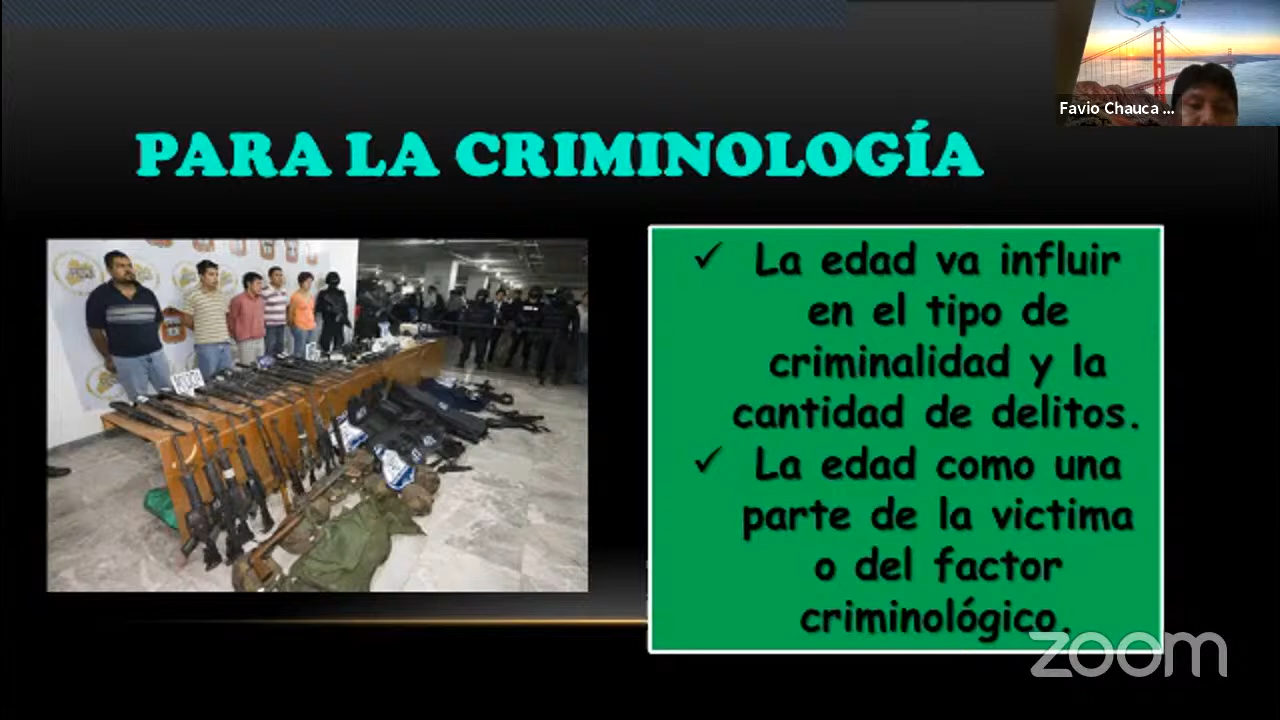 Favio Chauca ...
PARA LA CRIMINOLOGÍA
✓ La edad va influir
en el tipo de
criminalidad y la
cantidad de delitos.
✓ La edad como una
parte de la victima
o del factor
criminológico.
zoom